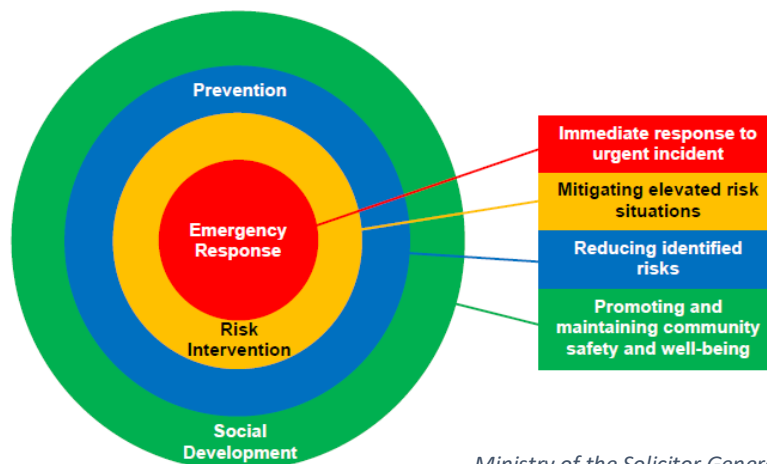 Prevention
Emergency
Response
Risk
Intervention
Social
Development
Immediate response to
urgent incident
Mitigating elevated risk
situations
Reducing identified
risks
Promoting and
maintaining community
safety and well-being
Ministry of the Solicitor